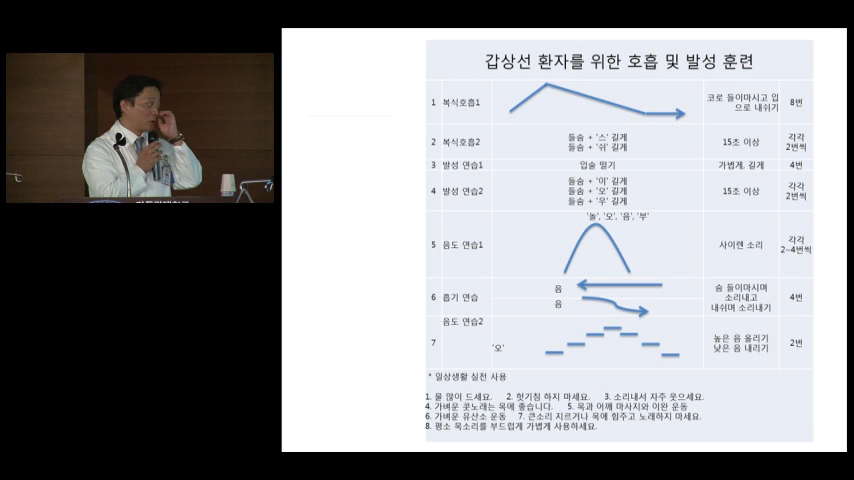 갑상선 환자를 위한 호흡 및 발성 훈련
1 복식호흡1 코로 들이마시고 입으로 내쉬기 8번
2 복식호흡2 들숨 + '스' 길게 들숨 + '쉬' 길게 15초 이상 각각 2번씩
3 발성 연습1 입술 떨기 가볍게, 길게 4번
4 발성 연습2 들숨 + '이' 길게 들숨 + '오' 길게 들숨 + '우' 길게 15초 이상 각각 2번씩
5 음도 연습1 '놀', '오', '음', '부' 사이렌 소리 각각 2~4번씩
6 흡기 연습 음 음 숨 들이마시며 소리내고 내쉬며 소리내기 4번
7 음도 연습2 '오' 높은 음 올리기 낮은 음 내리기 2번
* 일상생활 실전 사용
1. 물 많이 드세요. 2. 헛기침 하지 마세요. 3. 소리내서 자주 웃으세요.
4. 가벼운 콧노래는 목에 좋습니다. 5. 목과 어깨 마사지와 이완 운동
6. 가벼운 유산소 운동 7. 큰소리 지르거나 목에 힘주고 노래하지 마세요.
8. 평소 목소리를 부드럽게 가볍게 사용하세요.